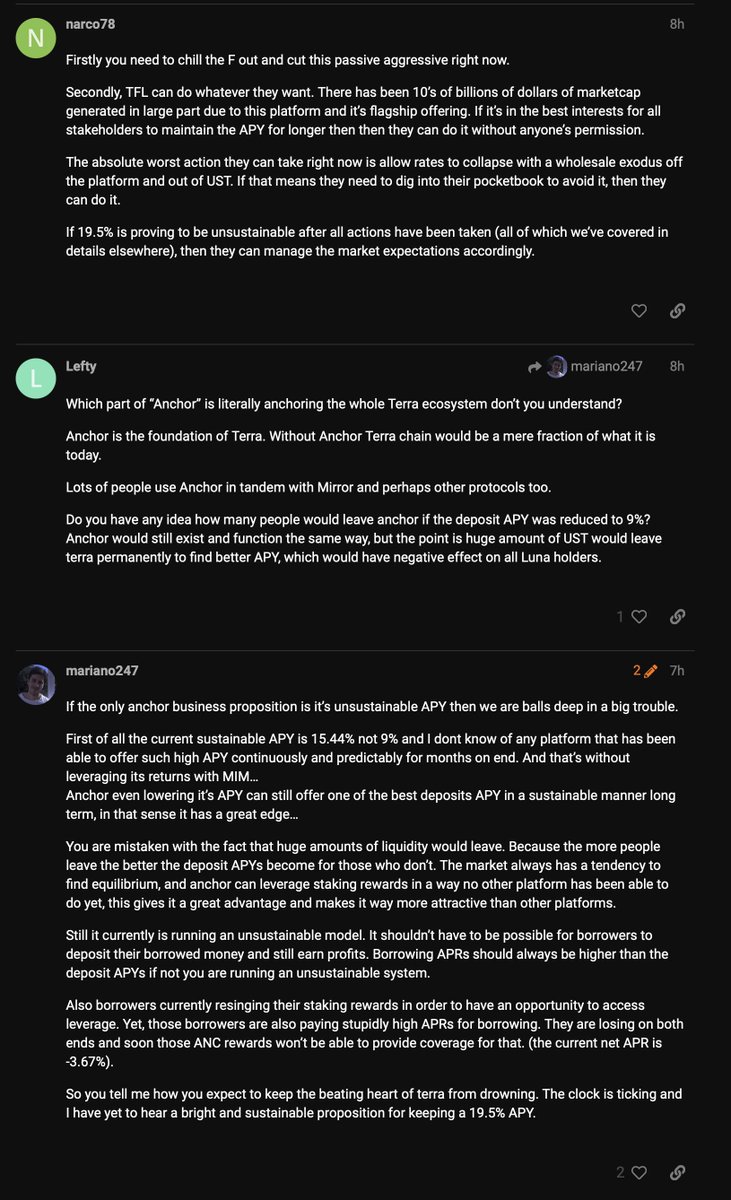 N
narco78
8h
Firstly you need to chill the F out and cut this passive aggressive right now.
Secondly, TFL can do whatever they want. There has been 10's of billions of dollars of marketcap
generated in large part due to this platform and it's flagship offering. If it's in the best interests for all
stakeholders to maintain the APY for longer then then they can do it without anyone's permission.
The absolute worst action they can take right now is allow rates to collapse with a wholesale exodus off
the platform and out of UST. If that means they need to dig into their pocketbook to avoid it, then they
can do it.
If 19.5% is proving to be unsustainable after all actions have been taken (all of which we've covered in
details elsewhere), then they can manage the market expectations accordingly.
L
Lefty
mariano247
8h
Which part of “Anchor” is literally anchoring the whole Terra ecosystem don't you understand?
Anchor is the foundation of Terra. Without Anchor Terra chain would be a mere fraction of what it is
today.
Lots of people use Anchor in tandem with Mirror and perhaps other protocols too.
Do you have any idea how many people would leave anchor if the deposit APY was reduced to 9%?
Anchor would still exist and function the same way, but the point is huge amount of UST would leave
terra permanently to find better APY, which would have negative effect on all Luna holders.
1
mariano247
2
7h
If the only anchor business proposition is it's unsustainable APY then we are balls deep in a big trouble.
First of all the current sustainable APY is 15.44% not 9% and I dont know of any platform that has been
able to offer such high APY continuously and predictably for months on end. And that's without
leveraging its returns with MIM…
Anchor even lowering it's APY can still offer one of the best deposits APY in a sustainable manner long
term, in that sense it has a great edge…
You are mistaken with the fact that huge amounts of liquidity would leave. Because the more people
leave the better the deposit APYs become for those who don't. The market always has a tendency to
find equilibrium, and anchor can leverage staking rewards in a way no other platform has been able to
do yet, this gives it a great advantage and makes it way more attractive than other platforms.
Still it currently is running an unsustainable model. It shouldn't have to be possible for borrowers to
deposit their borrowed money and still earn profits. Borrowing APRs should always be higher than the
deposit APYs if not you are running an unsustainable system.
Also borrowers currently resinging their staking rewards in order to have an opportunity to access
leverage. Yet, those borrowers are also paying stupidly high APRs for borrowing. They are losing on both
ends and soon those ANC rewards won't be able to provide coverage for that. (the current net APR is
-3.67%).
So you tell me how you expect to keep the beating heart of terra from drowning. The clock is ticking and
I have yet to hear a bright and sustainable proposition for keeping a 19.5% APY.
2